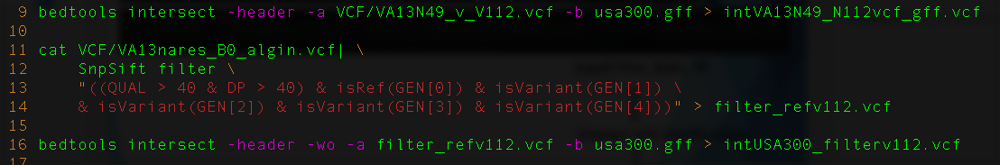 9 bedtools intersect -header -a VCF/VA13N49_v_V112.vcf -b usa300.gff > intVA13N49_N112vcf_gff.vcf
10
11 cat VCF/VA13nares_B0_algin.vcf| \
12 SnpSift filter \
13 "((QUAL > 40 & DP > 40) & isRef(GEN[0]) & isVariant(GEN[1]) \
14 & isVariant(GEN[2]) & isVariant(GEN[3]) & isVariant(GEN[4]))" > filter_refv112.vcf
15
16 bedtools intersect -header -wo -a filter_refv112.vcf -b usa300.gff > intUSA300_filterv112.vcf
17